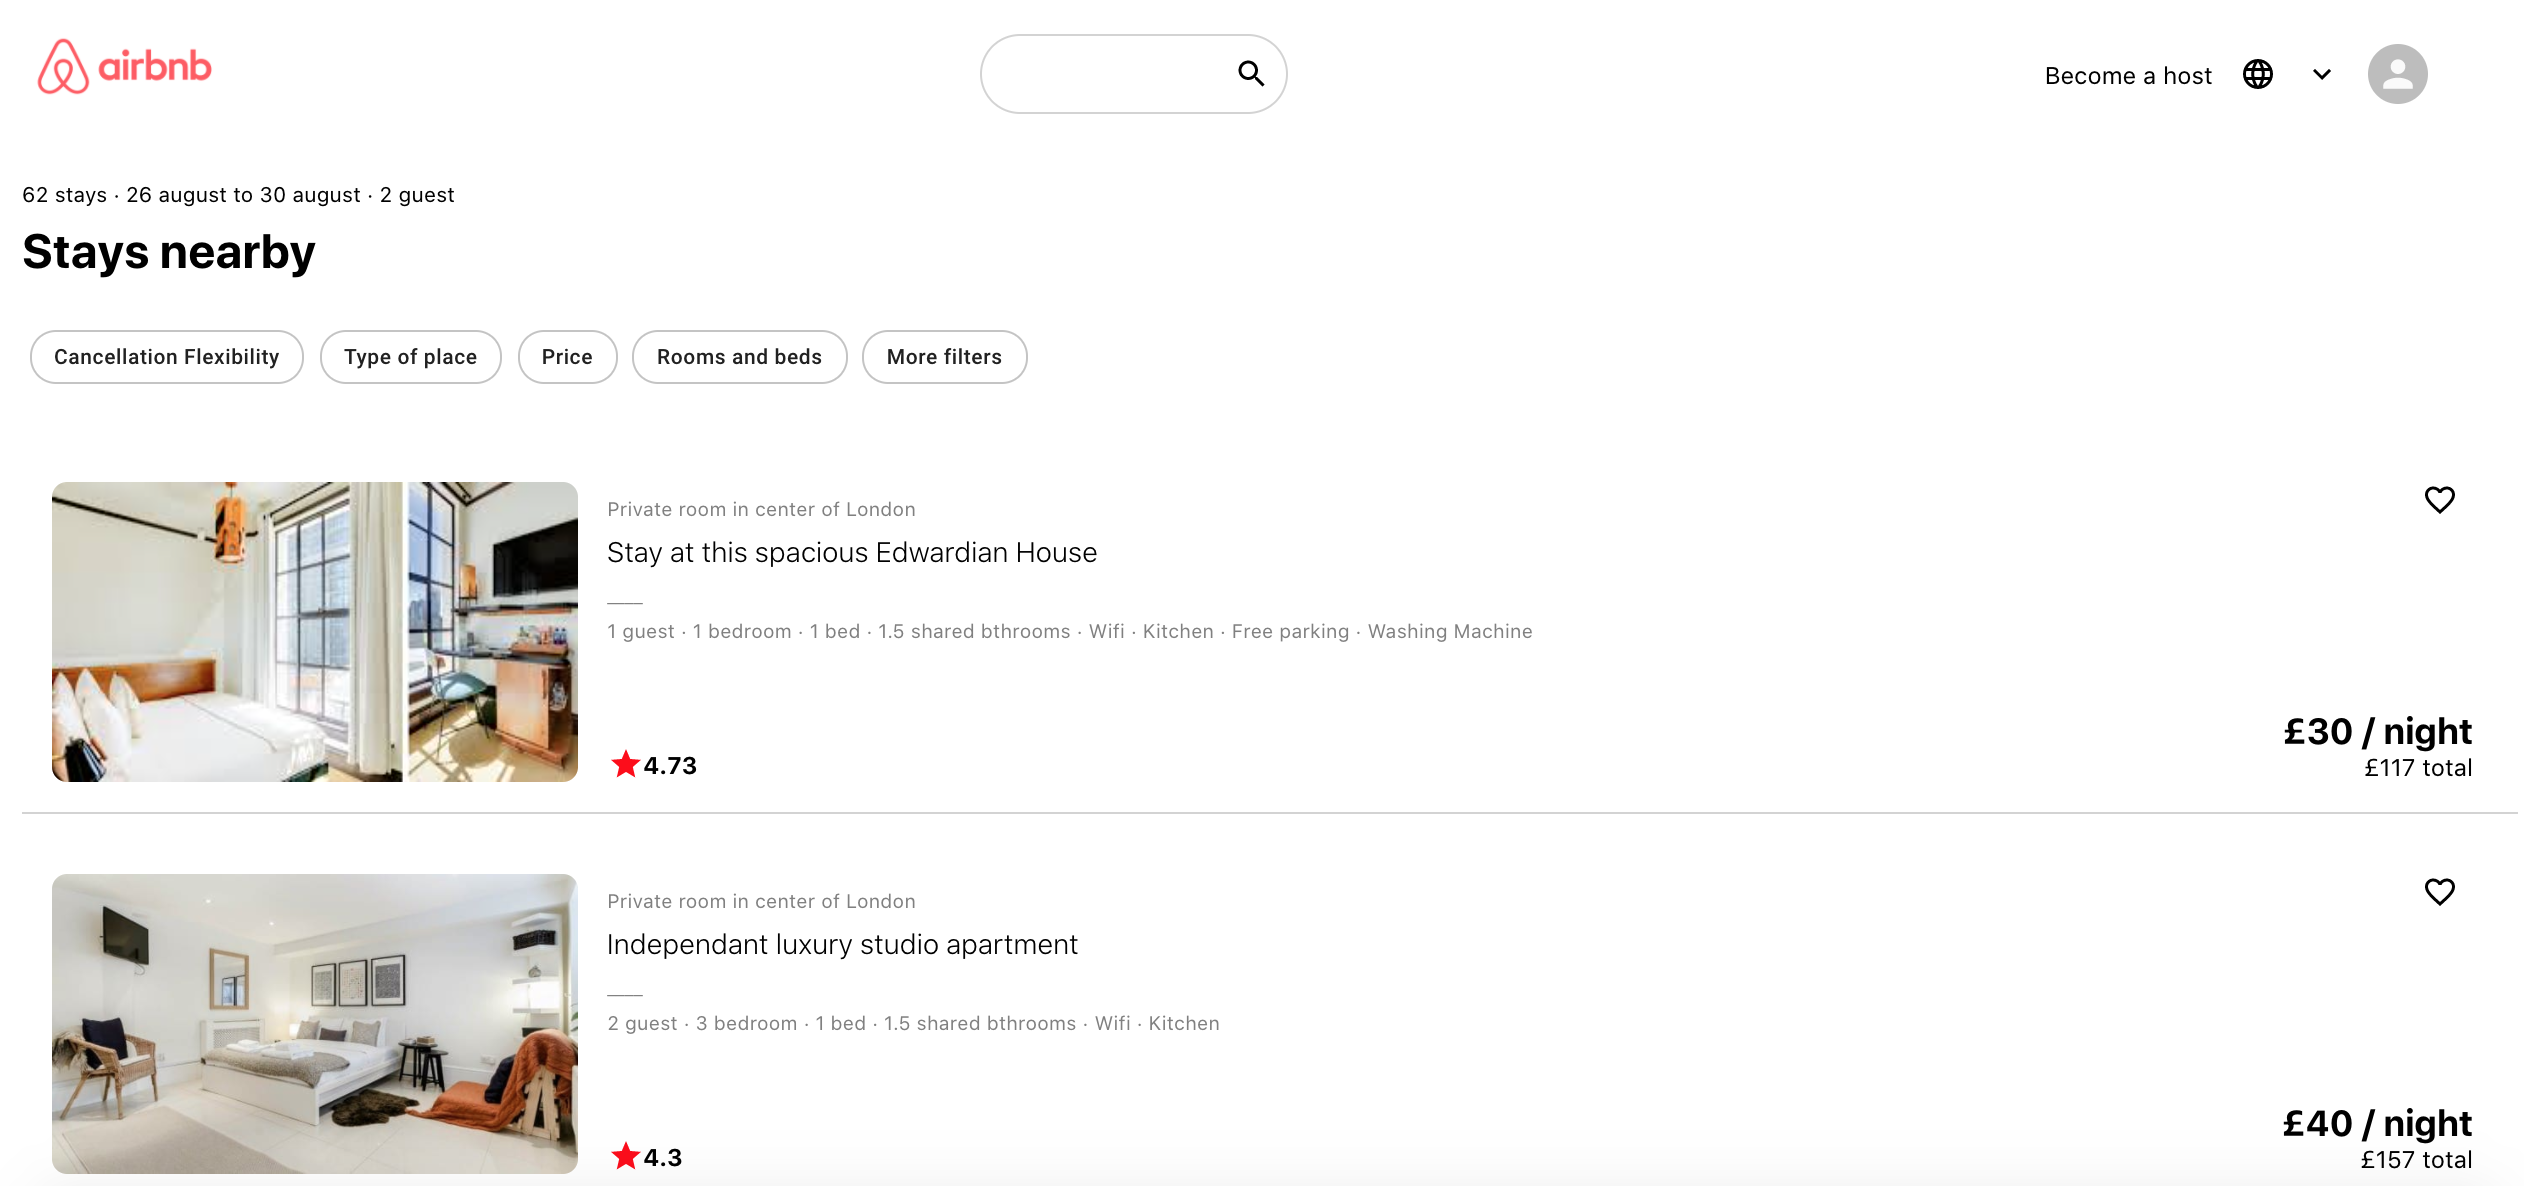 airbnb
Become a host
62 stays · 26 august to 30 august · 2 guest
Stays nearby
Cancellation Flexibility
Type of place
Price
Rooms and beds
More filters
Private room in center of London
Stay at this spacious Edwardian House
1 guest · 1 bedroom · 1 bed · 1.5 shared bthrooms · Wifi · Kitchen · Free parking · Washing Machine
4.73
£30 / night
£117 total
Private room in center of London
Independant luxury studio apartment
2 guest · 3 bedroom · 1 bed · 1.5 shared bthrooms · Wifi · Kitchen
4.3
£40 / night
£157 total